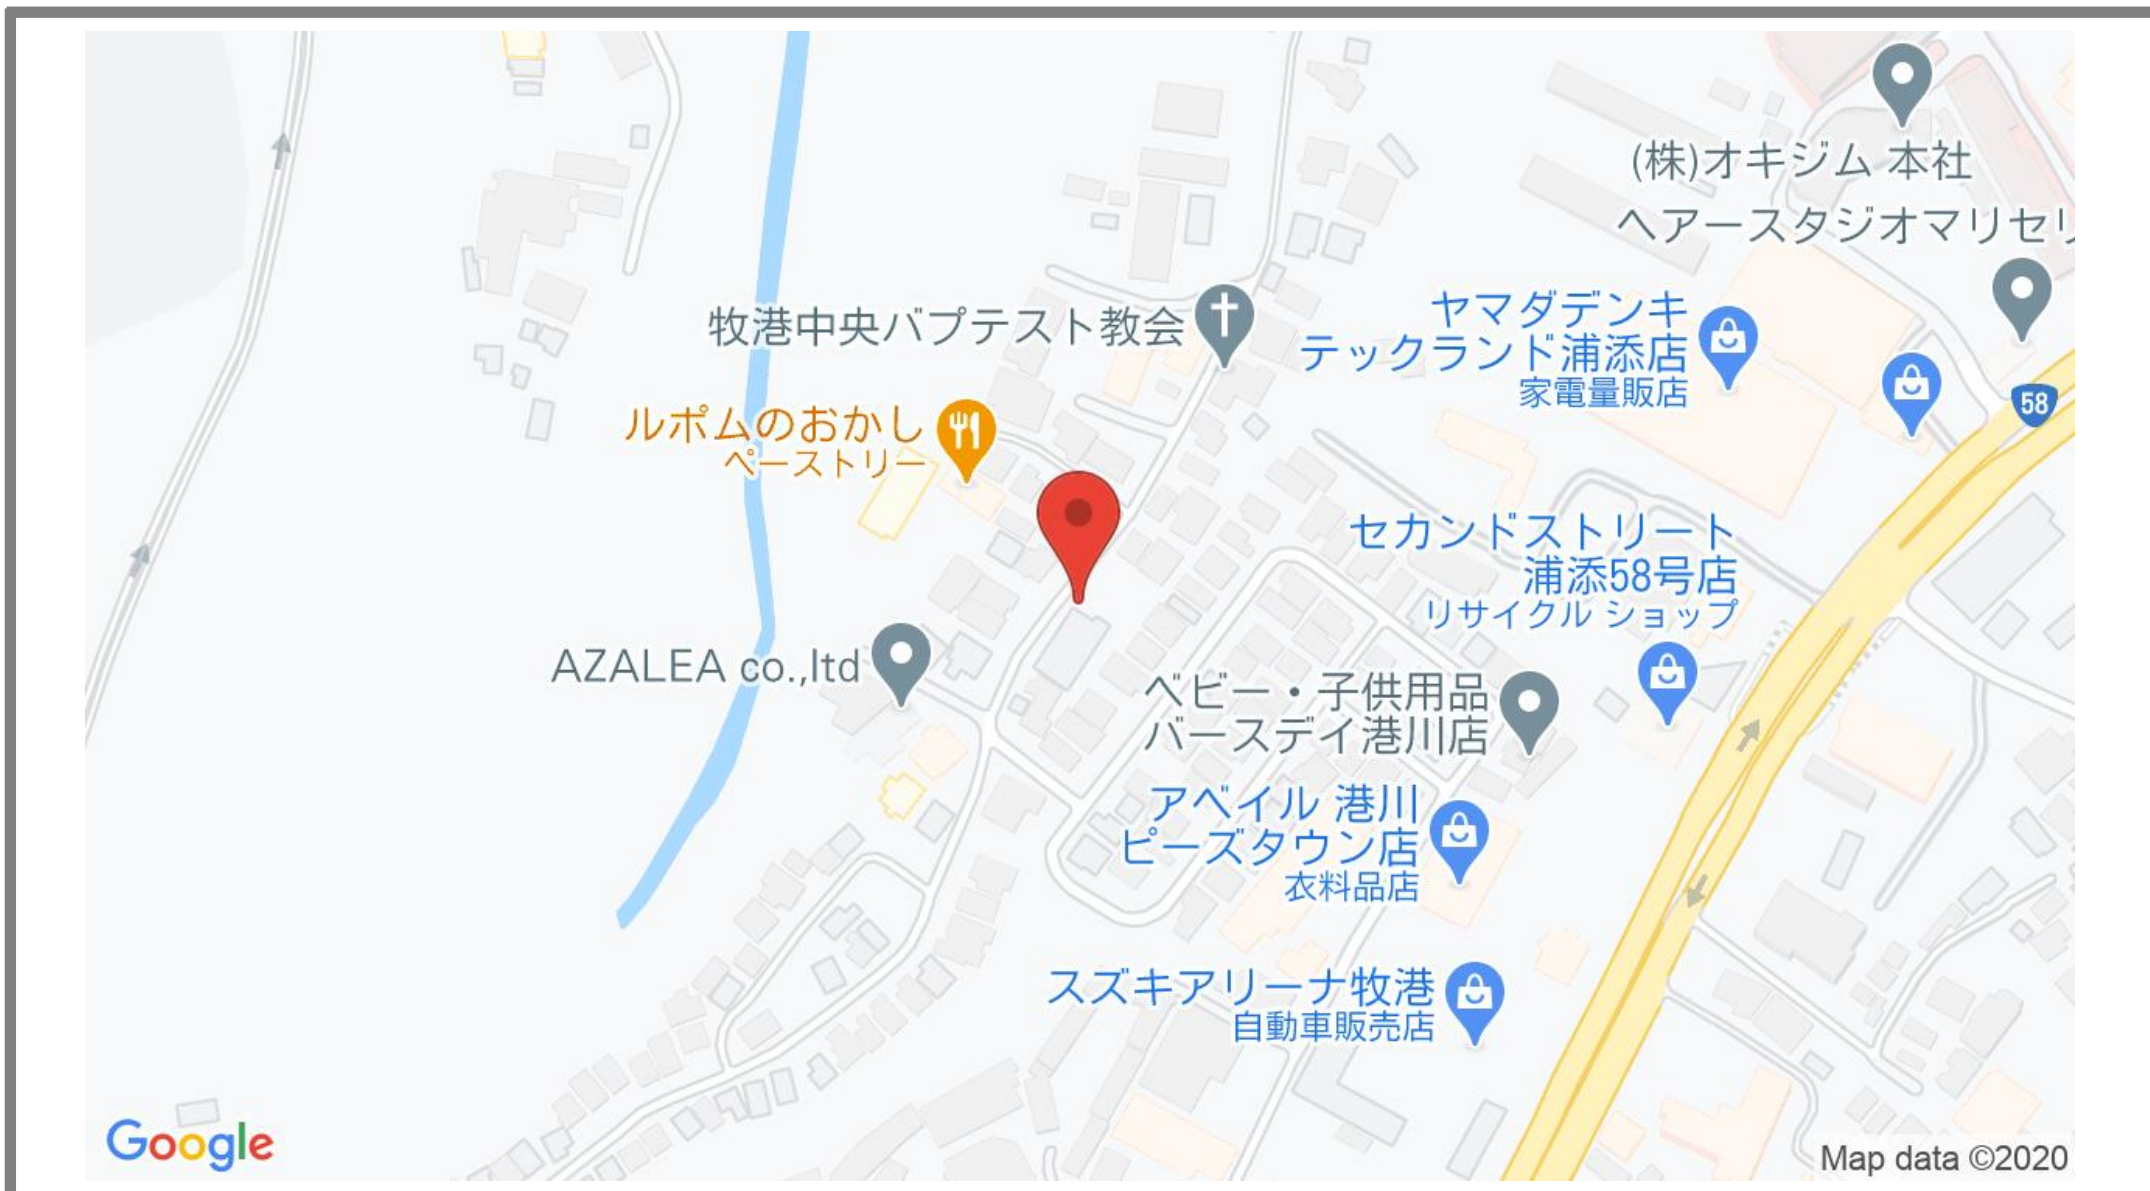 (株)オキジム 本社
ヘアースタジオマリセリ
ヤマダデンキ
テックランド浦添店
家電量販店
58
牧港中央バプテスト教会
ルポムのおかし
ペーストリー
セカンドストリート
浦添58号店
リサイクル ショップ
AZALEA co.,ltd
ベビー・子供用品
バースデイ港川店
アベイル 港川
ピーズタウン店
衣料品店
スズキアリーナ牧港
自動車販売店
Google
Map data ©2020